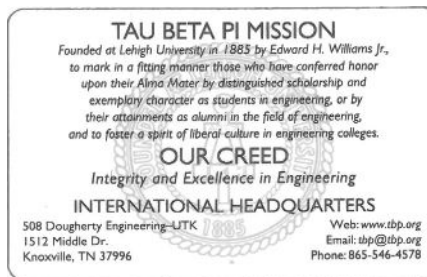 TAU BETA PI MISSION
Founded at Lehigh University in 1885 by Edward H. Williams Jr.,
to mark in a fitting manner those who have conferred honor
upon their Alma Mater by distinguished scholarship and
exemplary character as students in engineering, or by
their attainments as alumni in the field of engineering,
and to foster a spirit of liberal culture in engineering colleges.
OUR CREED
Integrity and Excellence in Engineering
INTERNATIONAL HEADQUARTERS
508 Dougherty Engineering–UTK
1512 Middle Dr.
Knoxville, TN 37996
Web: www.tbp.org
Email: tbp@tbp.org
Phone: 865-546-4578
1885